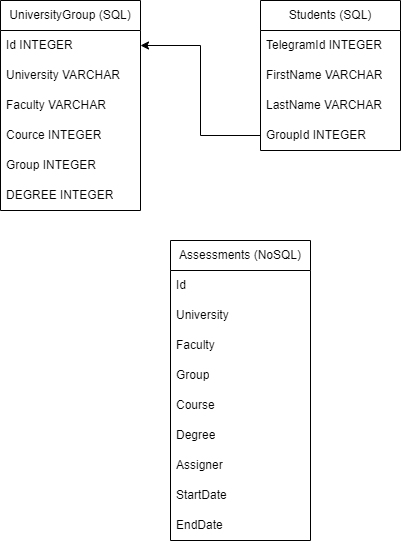 UniversityGroup (SQL)
Id INTEGER
University VARCHAR
Faculty VARCHAR
Cource INTEGER
Group INTEGER
DEGREE INTEGER
Students (SQL)
TelegramId INTEGER
FirstName VARCHAR
LastName VARCHAR
GroupId INTEGER
Assessments (NoSQL)
Id
University
Faculty
Group
Course
Degree
Assigner
StartDate
EndDate